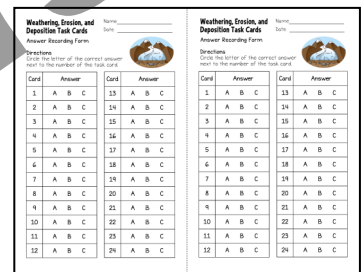 Weathering, Erosion, and
Deposition Task Cards
Name
Date
Answer Recording Form
Directions
Circle the letter of the correct answer
next to the number of the task card.
Card Answer
1 A B C
2 A B C
3 A B C
4 A B C
5 A B C
6 A B C
7 A B C
8 A B C
9 A B C
10 A B C
11 A B C
12 A B C
Card Answer
13 A B C
14 A B C
15 A B C
16 A B C
17 A B C
18 A B C
19 A B C
20 A B C
21 A B C
22 A B C
23 A B C
24 A B C
Weathering, Erosion, and
Deposition Task Cards
Name
Date
Answer Recording Form
Directions
Circle the letter of the correct answer
next to the number of the task card.
Card Answer
1 A B C
2 A B C
3 A B C
4 A B C
5 A B C
6 A B C
7 A B C
8 A B C
9 A B C
10 A B C
11 A B C
12 A B C
Card Answer
13 A B C
14 A B C
15 A B C
16 A B C
17 A B C
18 A B C
19 A B C
20 A B C
21 A B C
22 A B C
23 A B C
24 A B C